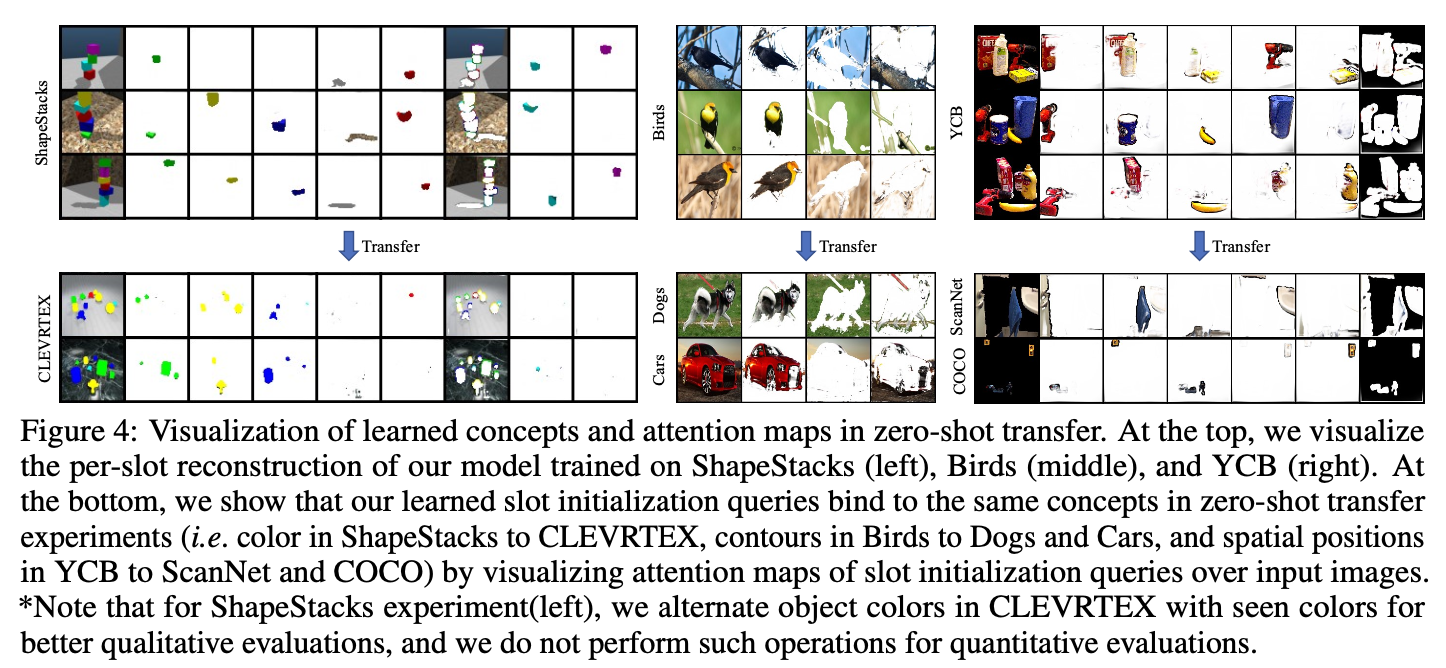 ShapeStacks
Birds
YCB
Transfer
Transfer
Transfer
CLEVRTEX
Dogs
Cars
ScanNet
COCO
Figure 4: Visualization of learned concepts and attention maps in zero-shot transfer. At the top, we visualize
the per-slot reconstruction of our model trained on ShapeStacks (left), Birds (middle), and YCB (right). At
the bottom, we show that our learned slot initialization queries bind to the same concepts in zero-shot transfer
experiments (i.e. color in ShapeStacks to CLEVRTEX, contours in Birds to Dogs and Cars, and spatial positions
in YCB to ScanNet and COCO) by visualizing attention maps of slot initialization queries over input images.
*Note that for ShapeStacks experiment(left), we alternate object colors in CLEVRTEX with seen colors for
better qualitative evaluations, and we do not perform such operations for quantitative evaluations.